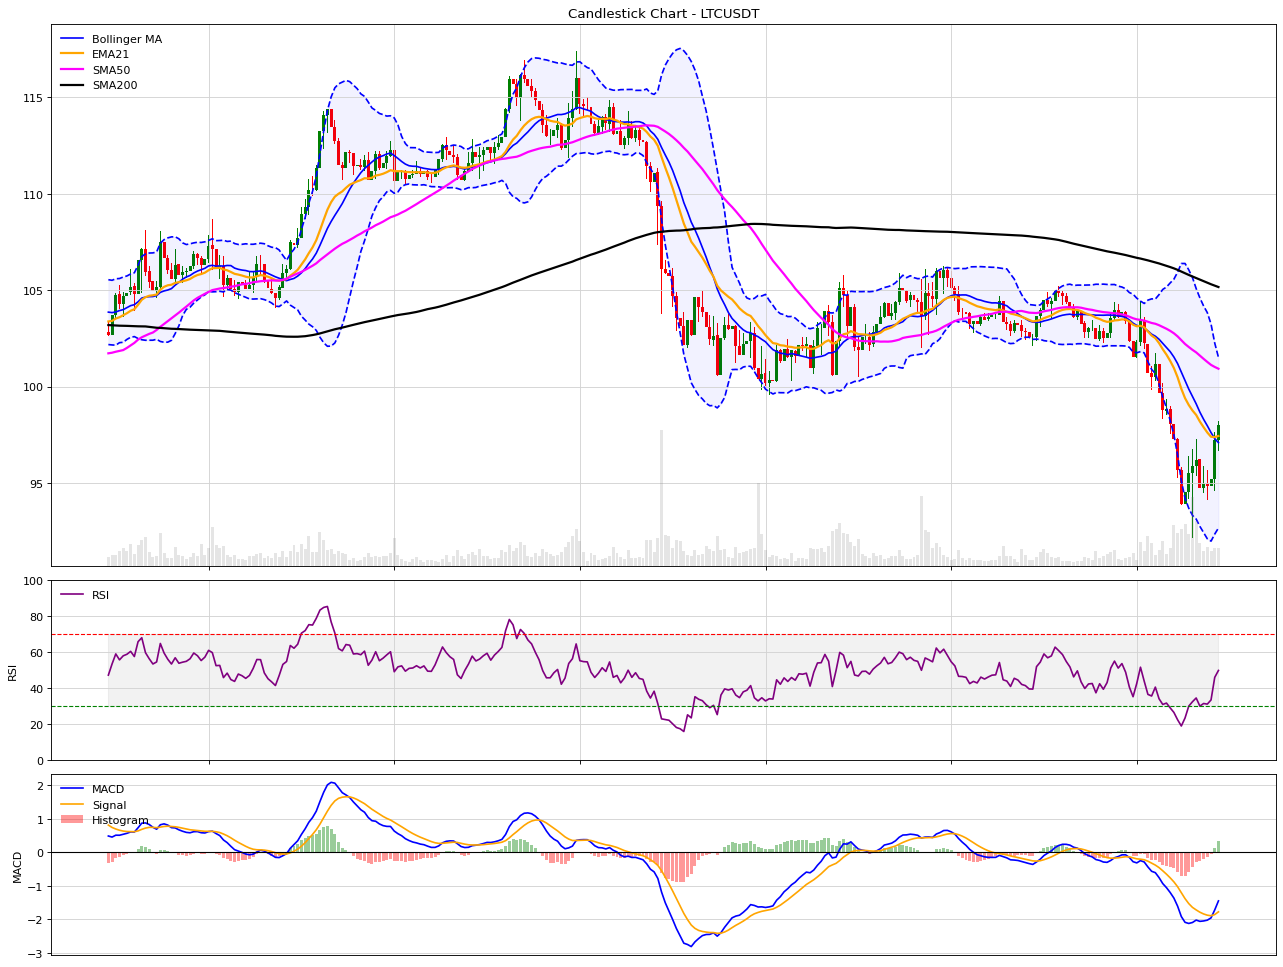 Candlestick Chart - LTCUSDT
Bollinger MA
EMA21
SMA50
SMA200
115
110
105
100
95
RSI
100
80
60
40
20
0
RSI
MACD
Signal
Histogram
2
1
0
−1
−2
−3
MACD